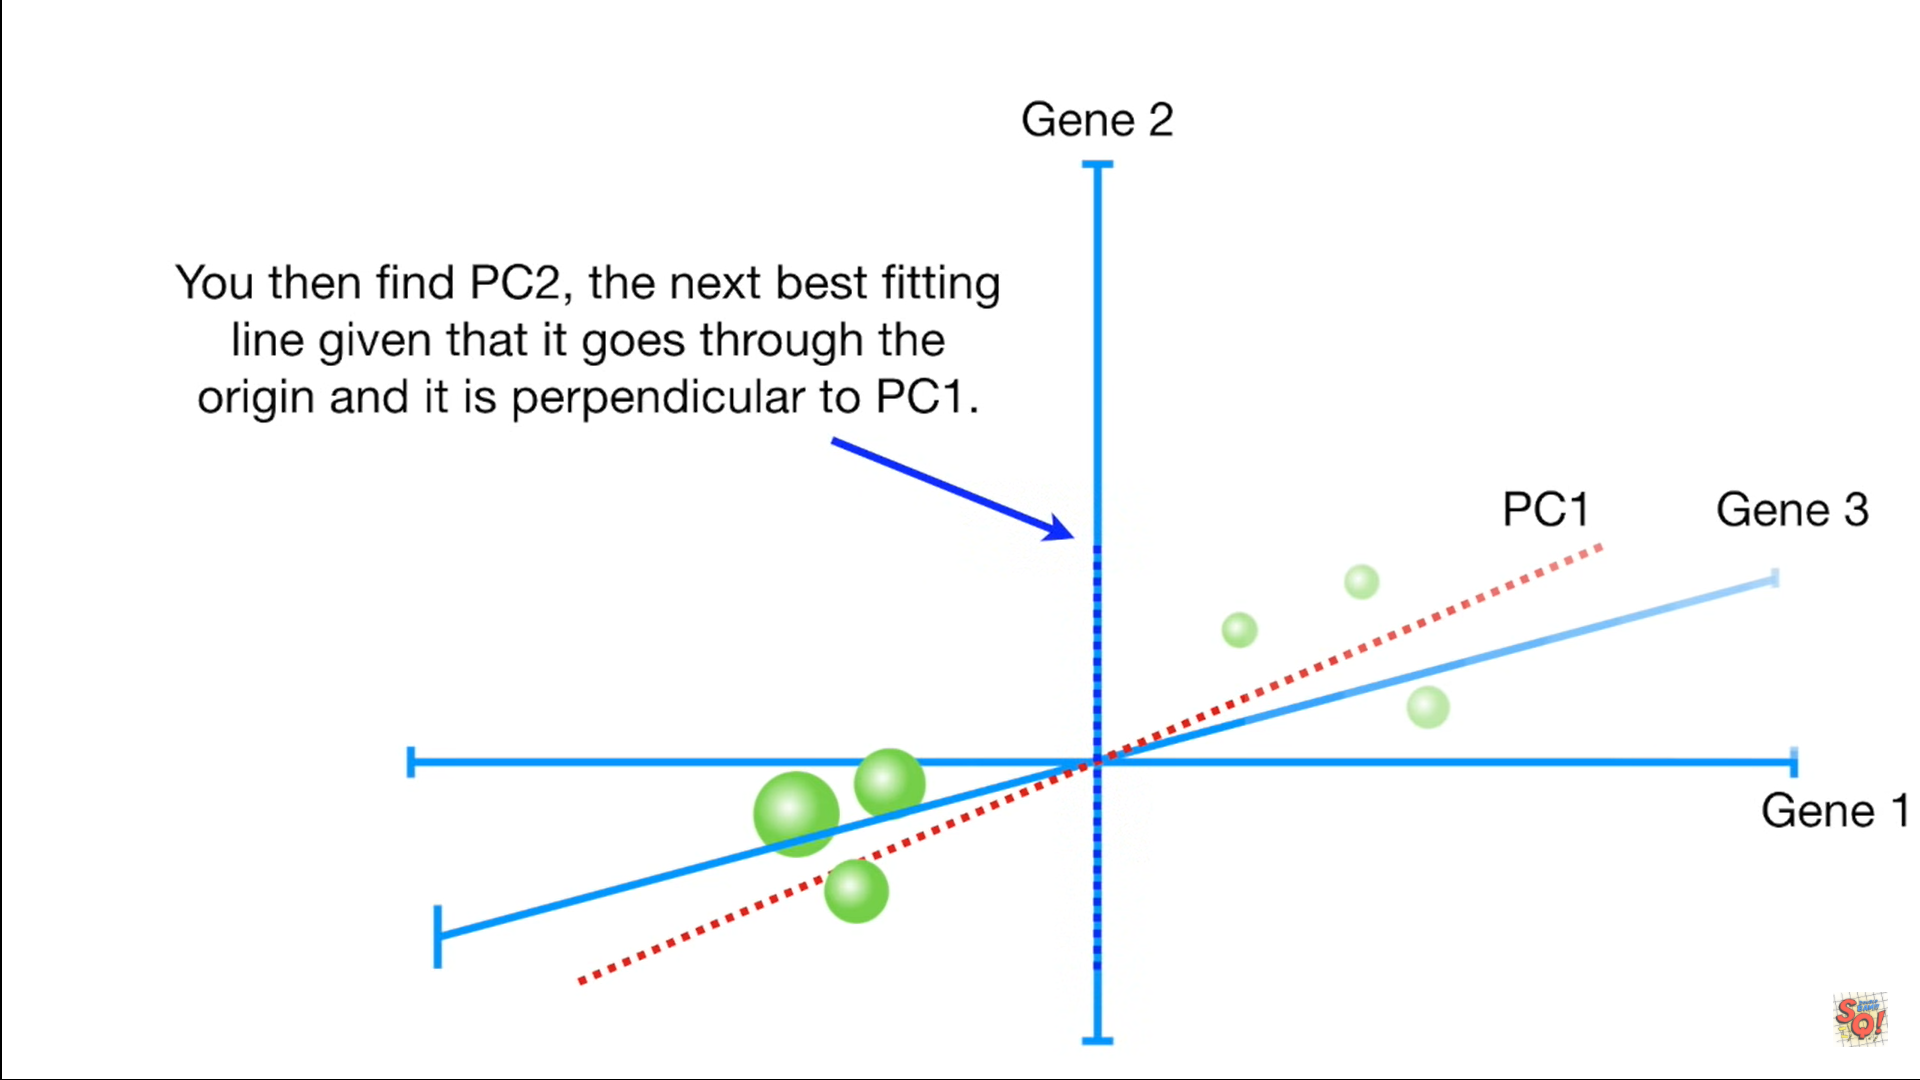 Gene 2
You then find PC2, the next best fitting
line given that it goes through the
origin and it is perpendicular to PC1.
PC1
Gene 3
Gene 1
SQ!